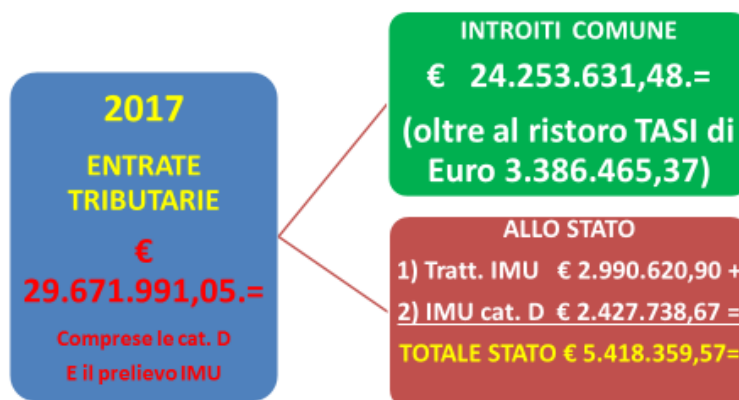 2017
ENTRATE
TRIBUTARIE
€
29.671.991,05.=
Comprese le cat. D
E il prelievo IMU
INTROITI COMUNE
€ 24.253.631,48.=
(oltre al ristoro TASI di
Euro 3.386.465,37)
ALLO STATO
1) Tratt. IMU € 2.990.620,90 +
2) IMU cat. D € 2.427.738,67 =
TOTALE STATO € 5.418.359,57=